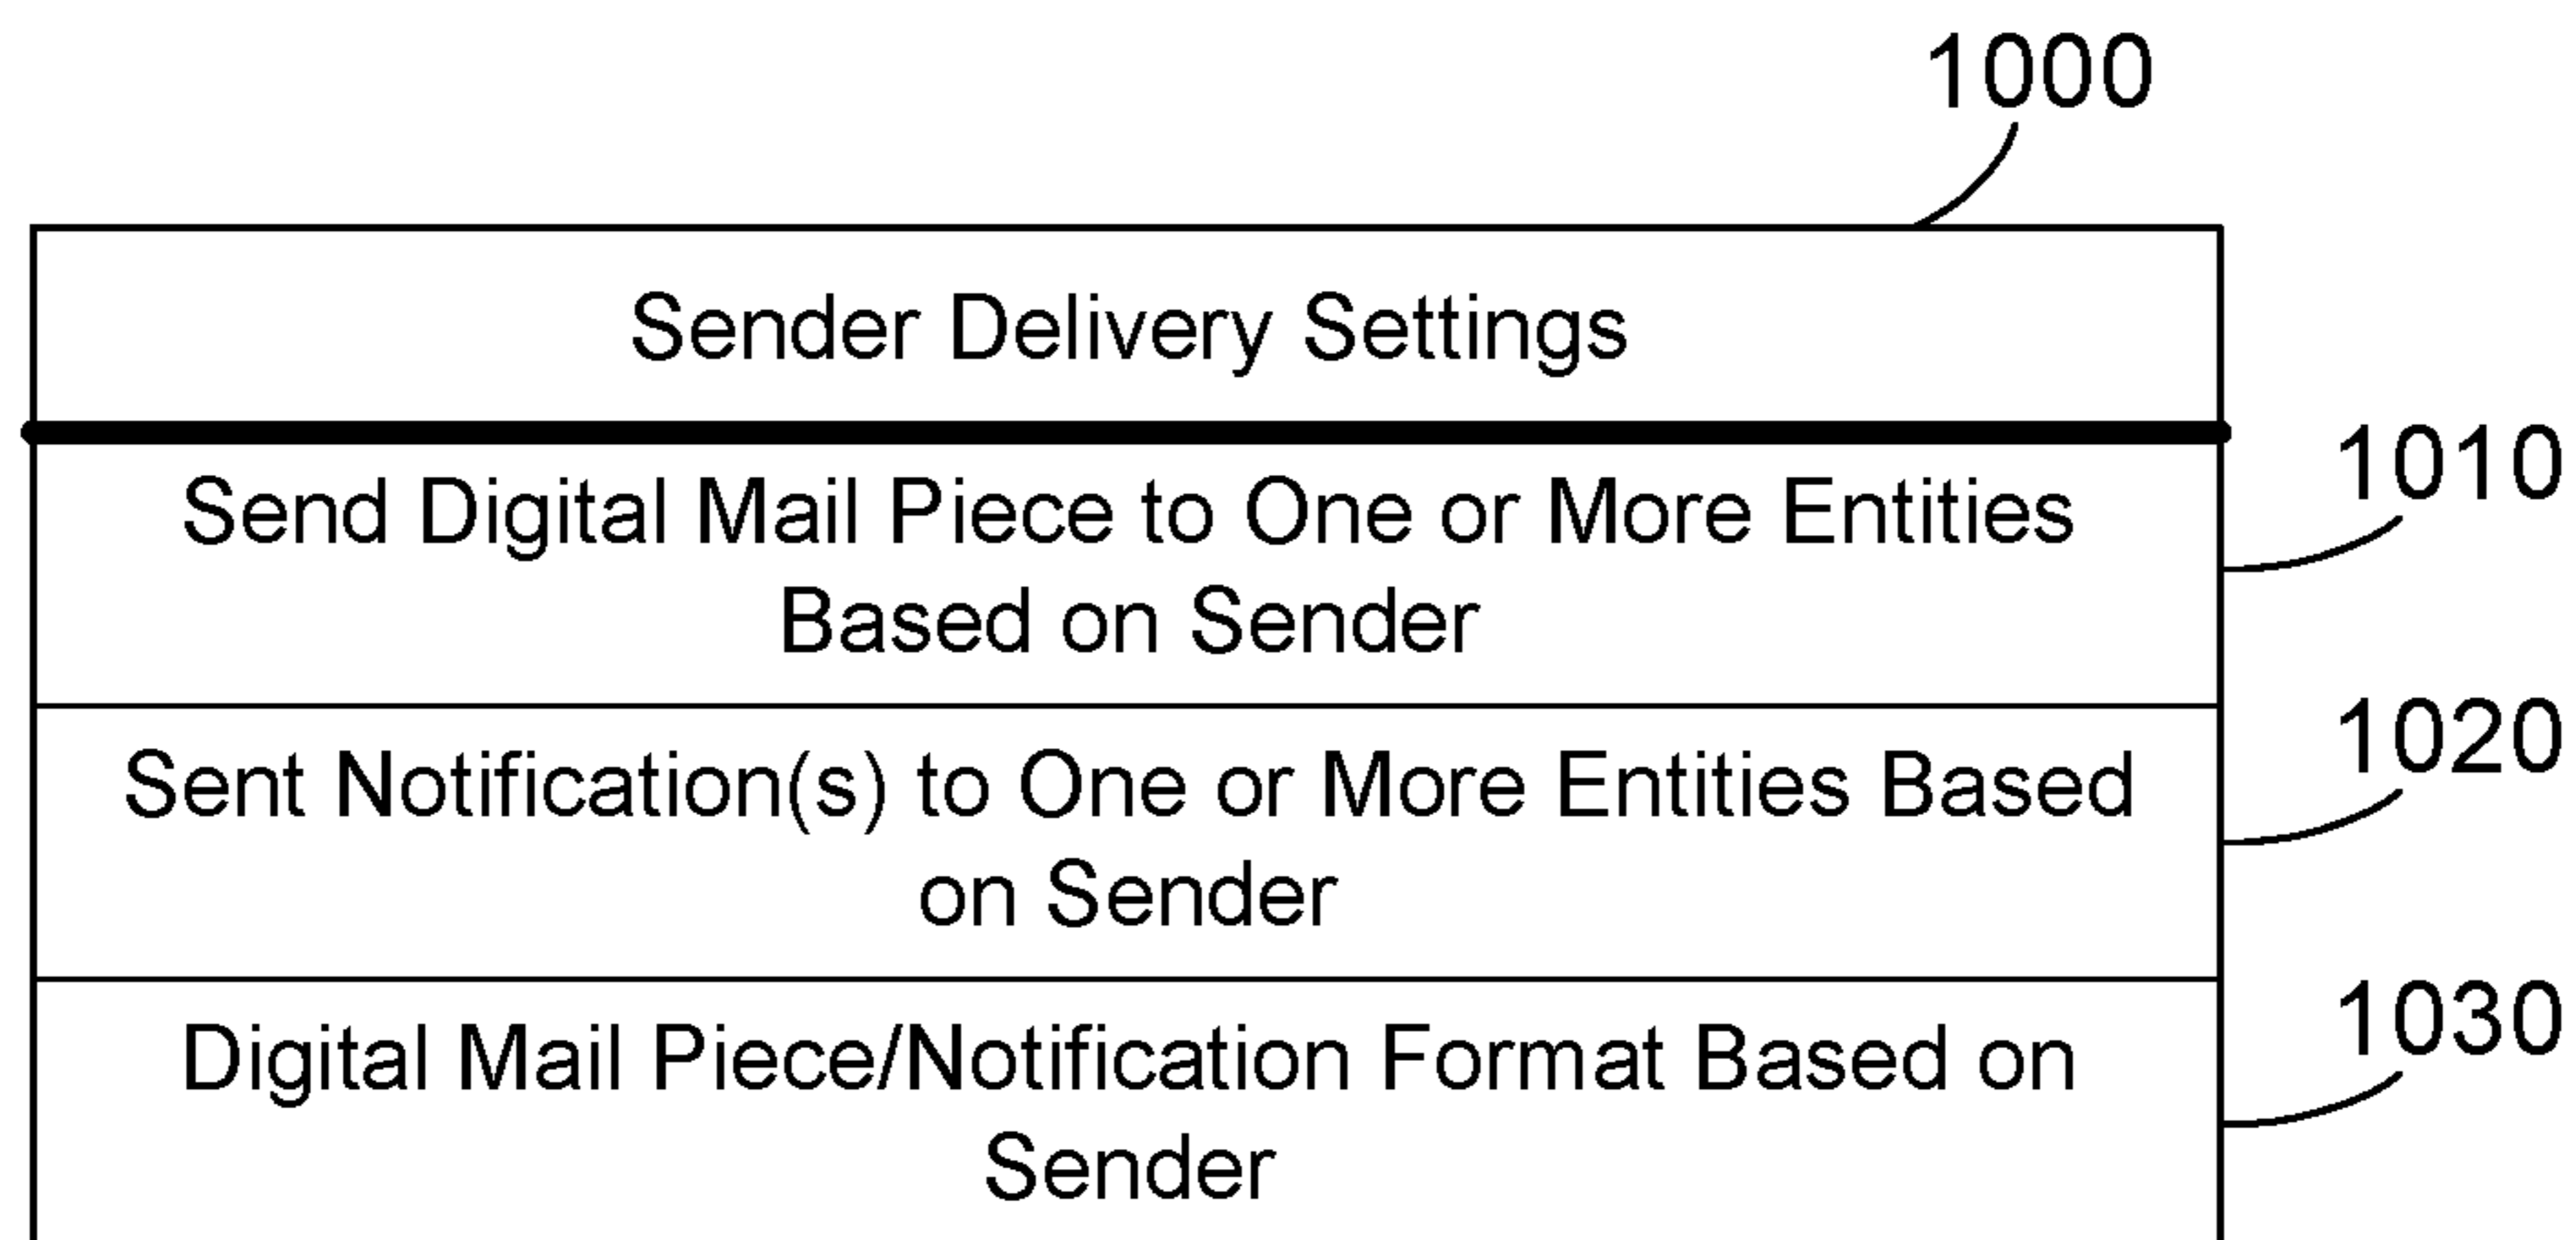 1000
Sender Delivery Settings
1010
Send Digital Mail Piece to One or More Entities
Based on Sender
1020
Sent Notification(s) to One or More Entities Based
on Sender
1030
Digital Mail Piece/Notification Format Based on
Sender